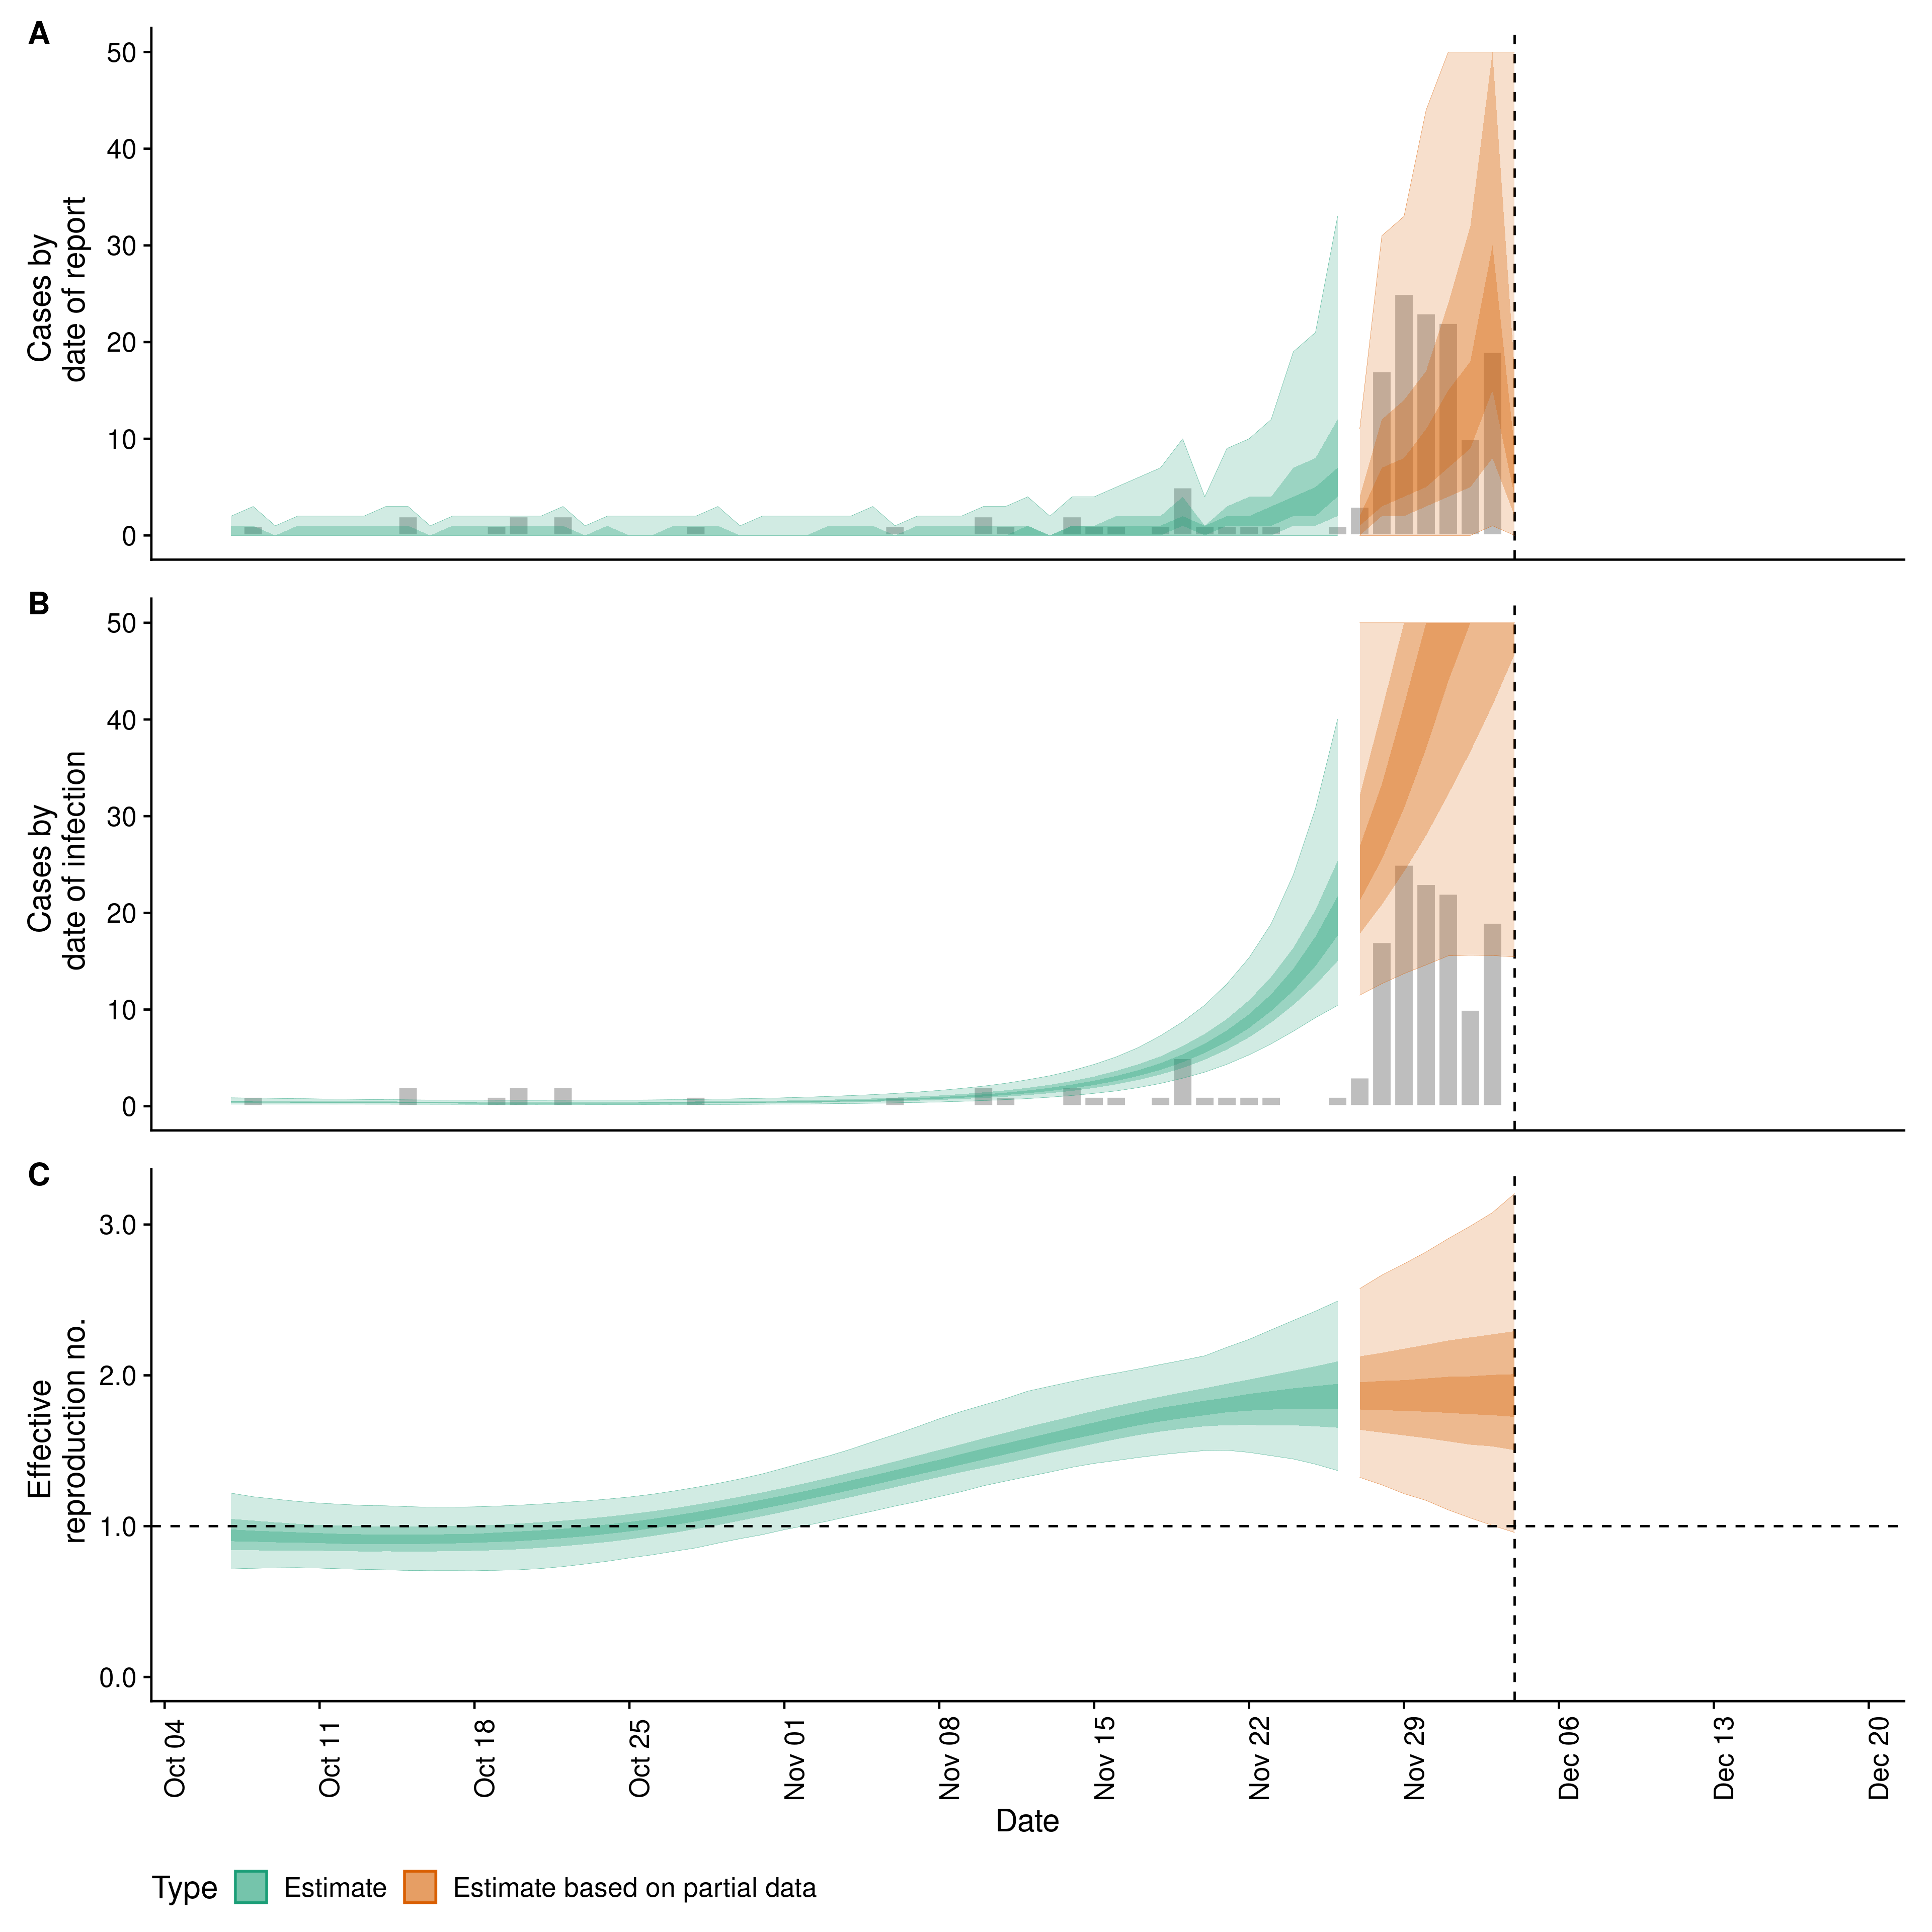 A
50
40
30
20
10
0
Cases by
date of report
B
50
40
30
20
10
0
Cases by
date of infection
C
3.0
2.0
1.0
0.0
Effective
reproduction no.
Oct 04
Oct 11
Oct 18
Oct 25
Nov 01
Nov 08
Nov 15
Nov 22
Nov 29
Dec 06
Dec 13
Dec 20
Date
Type Estimate Estimate based on partial data